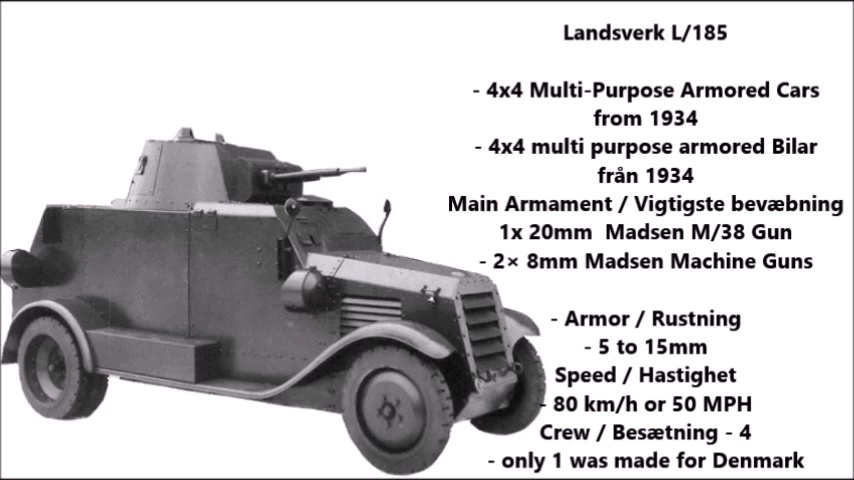 Landsverk L/185
- 4x4 Multi-Purpose Armored Cars
from 1934
- 4x4 multi purpose armored Bilar
från 1934
Main Armament / Vigtigste bevæbning
1x 20mm Madsen M/38 Gun
- 2× 8mm Madsen Machine Guns
- Armor / Rustning
- 5 to 15mm
Speed / Hastighet
- 80 km/h or 50 MPH
Crew / Besætning - 4
- only 1 was made for Denmark